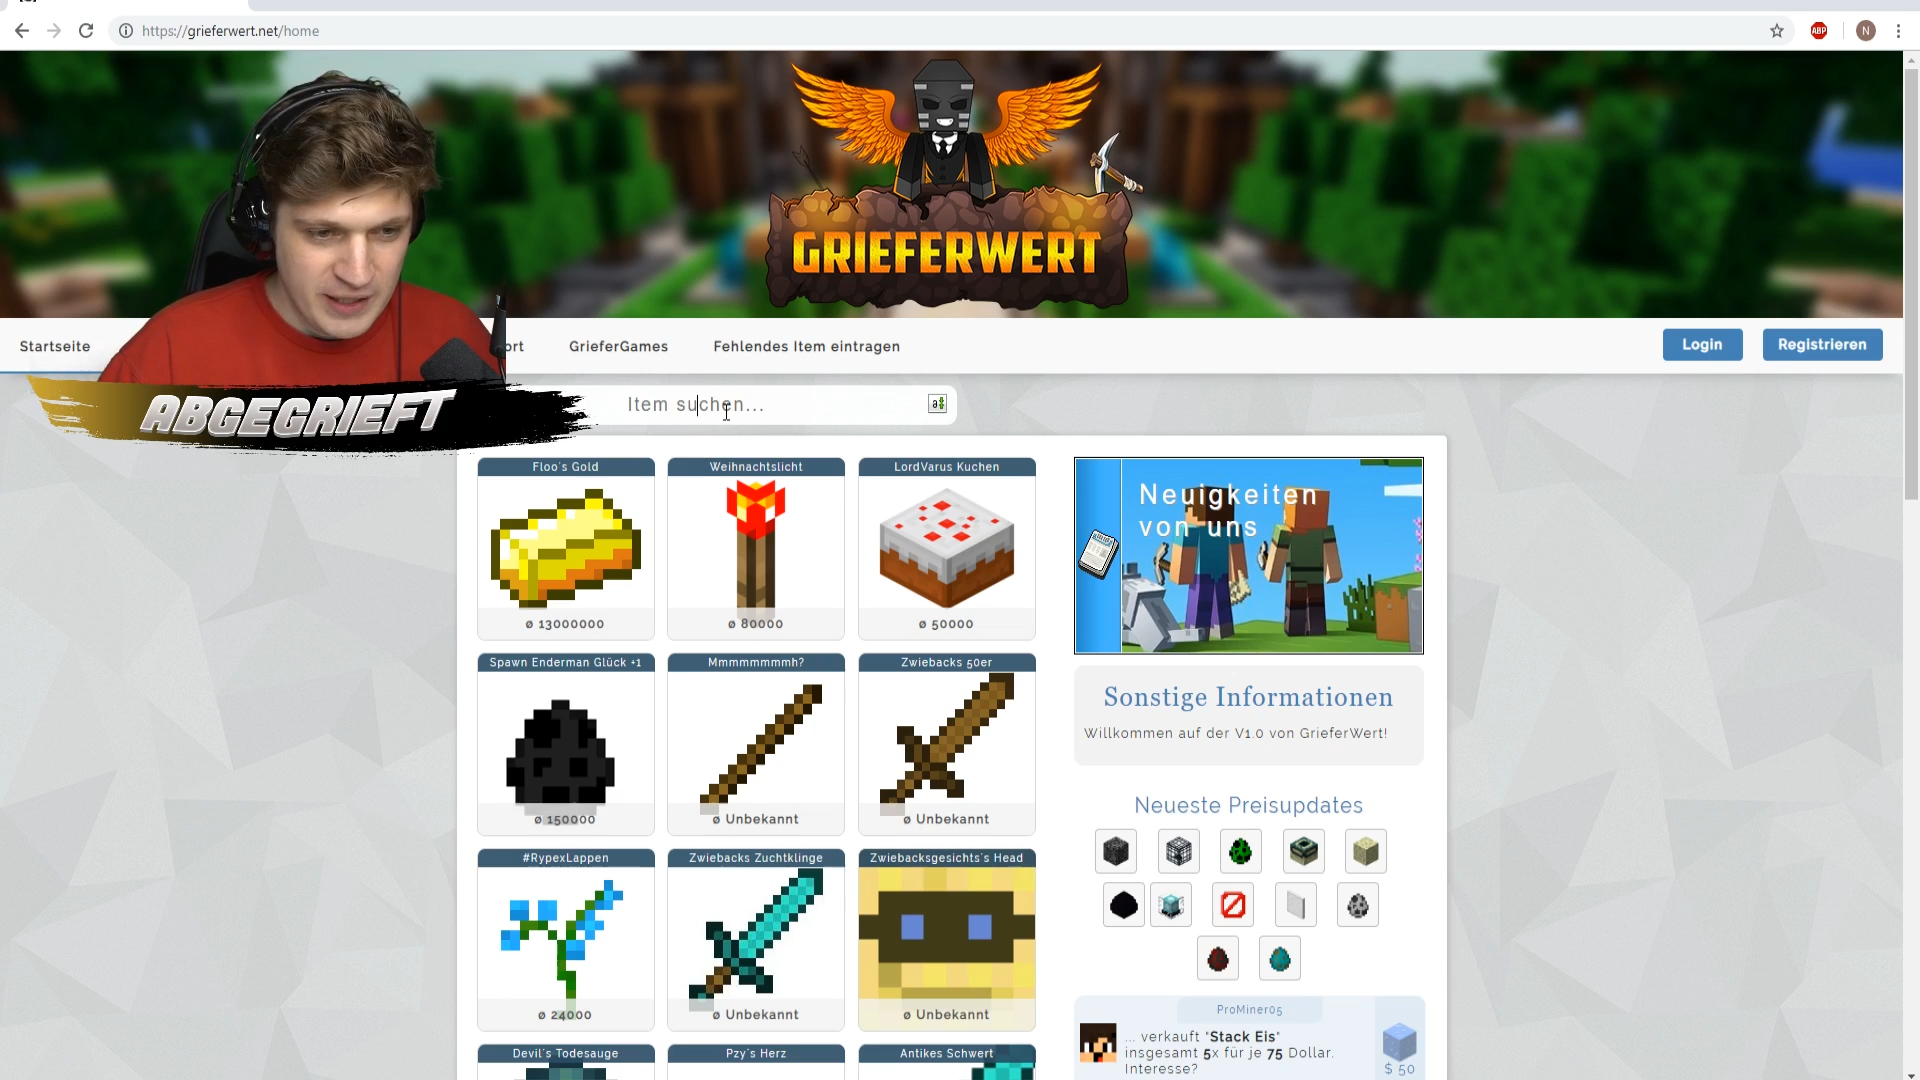 https://grieferwert.net/home
ABP
N
GRIEFERWERT
Startseite
ort
GrieferGames
Fehlendes Item eintragen
Login
Registrieren
ABGEGRIEFT
Item suchen...
Floo's Gold
Weihnachtslicht
LordVarus Kuchen
ø 13000000
ø 80000
ø 50000
Spawn Enderman Glück +1
Mmmmmmmmh?
Zwiebacks 50er
ø 150000
ø Unbekannt
ø Unbekannt
#RypexLappen
Zwiebacks Zuchtklinge
Zwiebacksgesichts's Head
ø 24000
ø Unbekannt
ø Unbekannt
Devil's Todesauge
Pzy's Herz
Antikes Schwert
Neuigkeiten
von uns
Sonstige Informationen
Willkommen auf der V1.0 von GrieferWert!
Neueste Preisupdates
ProMiner05
... verkauft "Stack Eis"
insgesamt 5x für je 75 Dollar.
Interesse?
$ 50